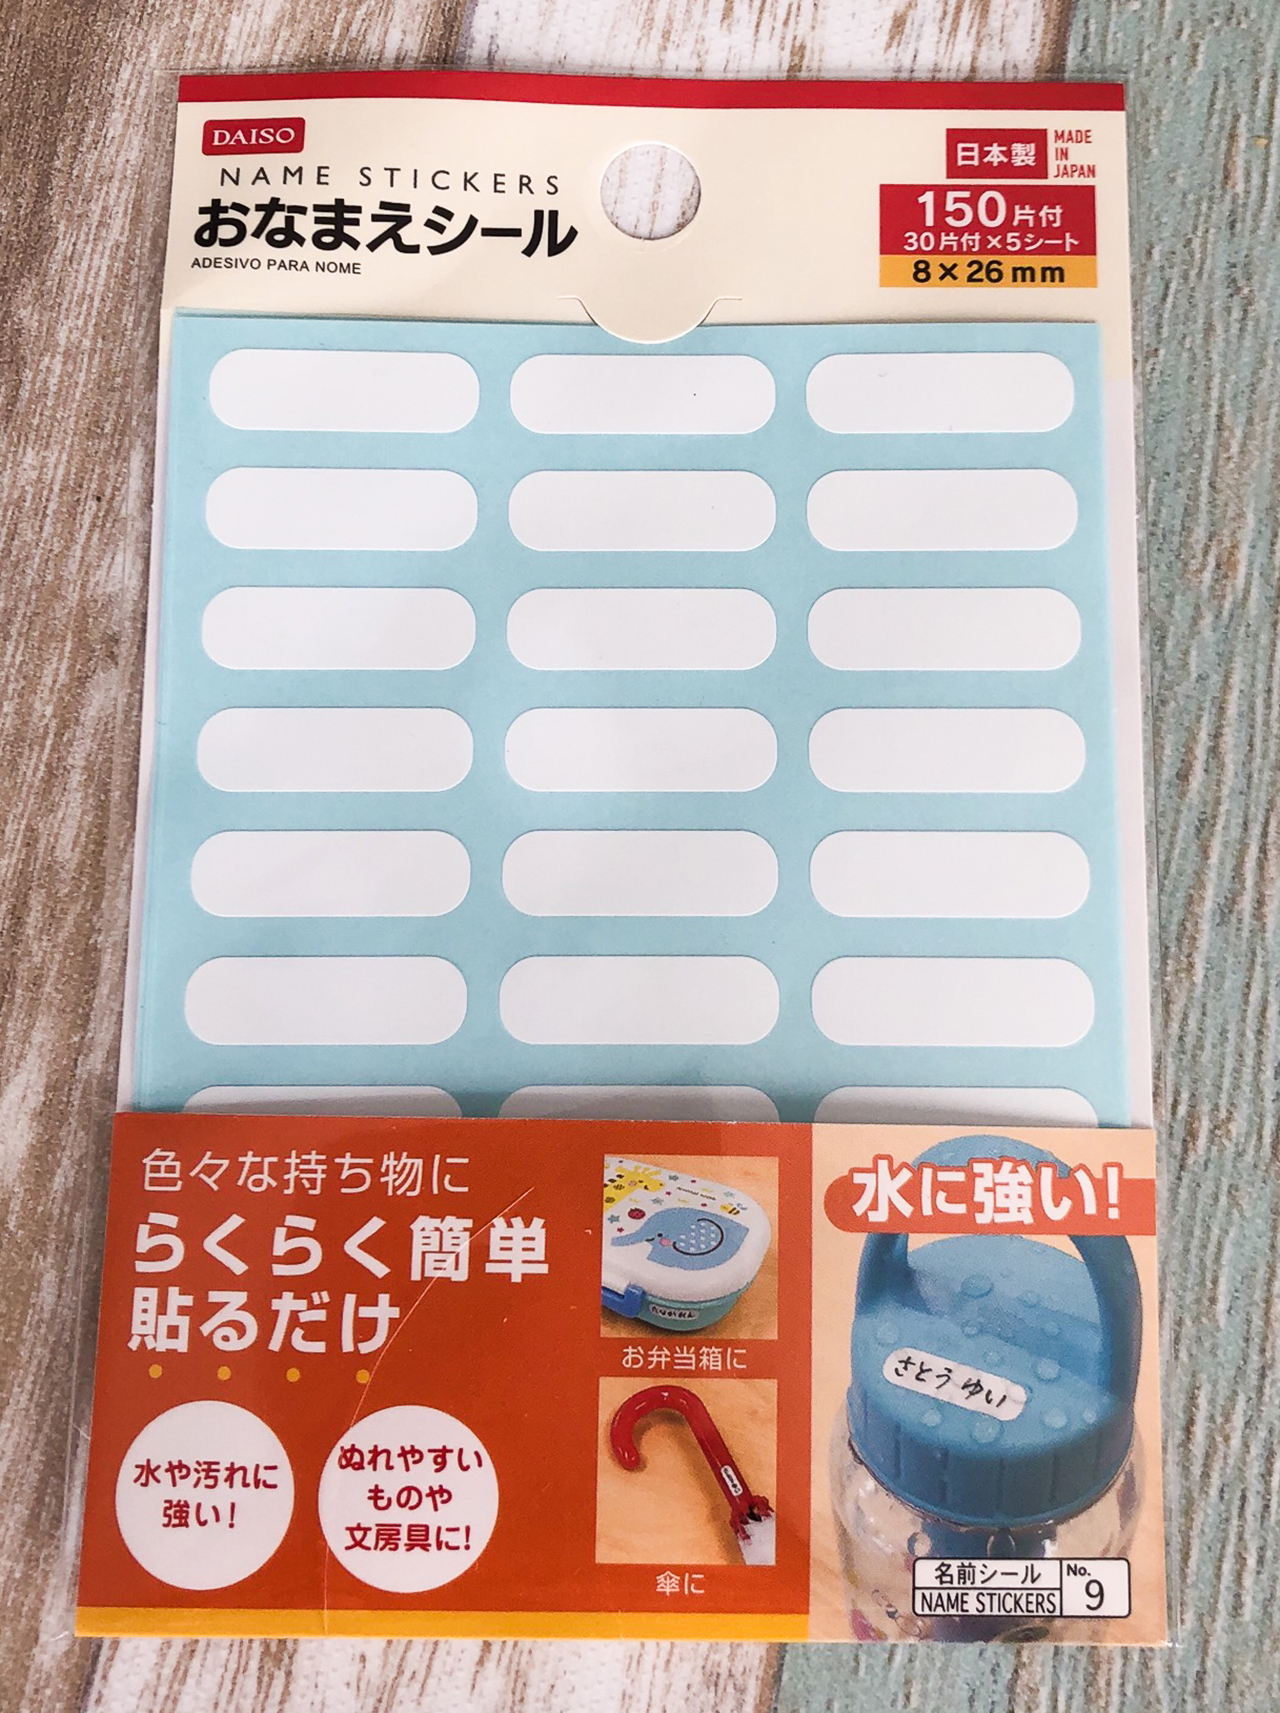 DAISO
NAME STICKERS
おなまえシール
ADESIVO PARA NOME
日本製
MADE
IN
JAPAN
150片付
30片付×5シート
8×26mm
色々な持ち物に
らくらく簡単
貼るだけ
水や汚れに
強い!
ぬれやすい
ものや
文房具に!
たなかれん
お弁当箱に
傘に
水に強い!
さとう ゆい
名前シール
NAME STICKERS
No.
9